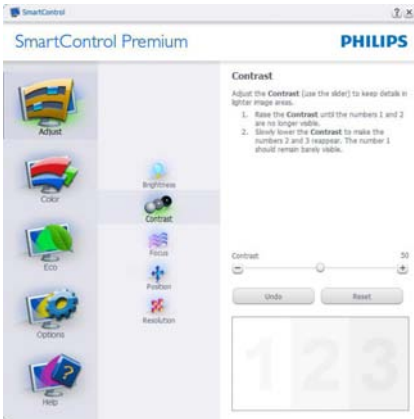 SmartControl
SmartControl Premium
PHILIPS
Adjust
Color
Eco
Options
Help
Brightness
Contrast
Focus
Position
Resolution
Contrast
Adjust the Contrast (use the slider) to keep details in
lighter image areas.
1. Raise the Contrast until the numbers 1 and 2
are no longer visible.
2. Slowly lower the Contrast to make the
numbers 2 and 3 reappear. The number 1
should remain barely visible.
Contrast 50
Undo Reset
1 2 3